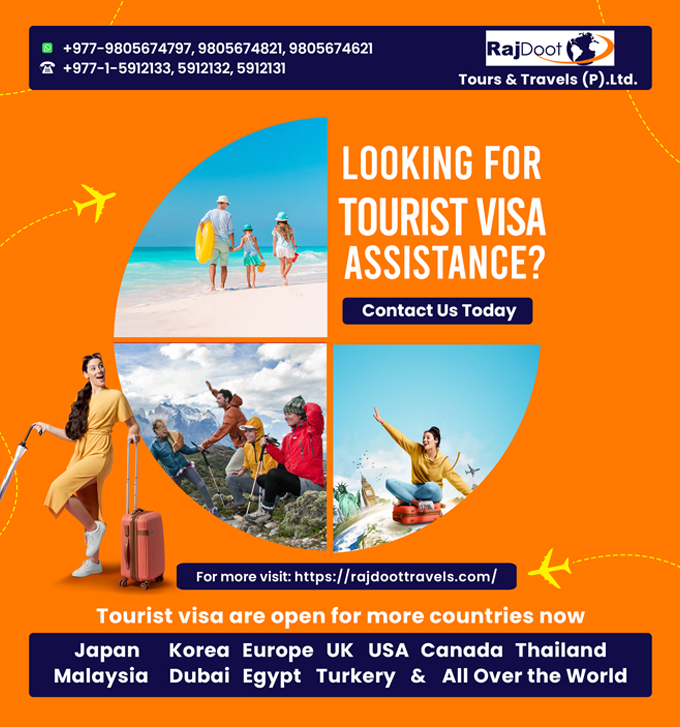 +977-9805674797, 9805674821, 9805674621
+977-1-5912133, 5912132, 5912131
RajDoot
Tours & Travels (P).Ltd.
LOOKING FOR
TOURIST VISA
ASSISTANCE?
Contact Us Today
For more visit: https://rajdoottravels.com/
Tourist visa are open for more countries now
Japan Korea Europe UK USA Canada Thailand
Malaysia Dubai Egypt Turkery & All Over the World